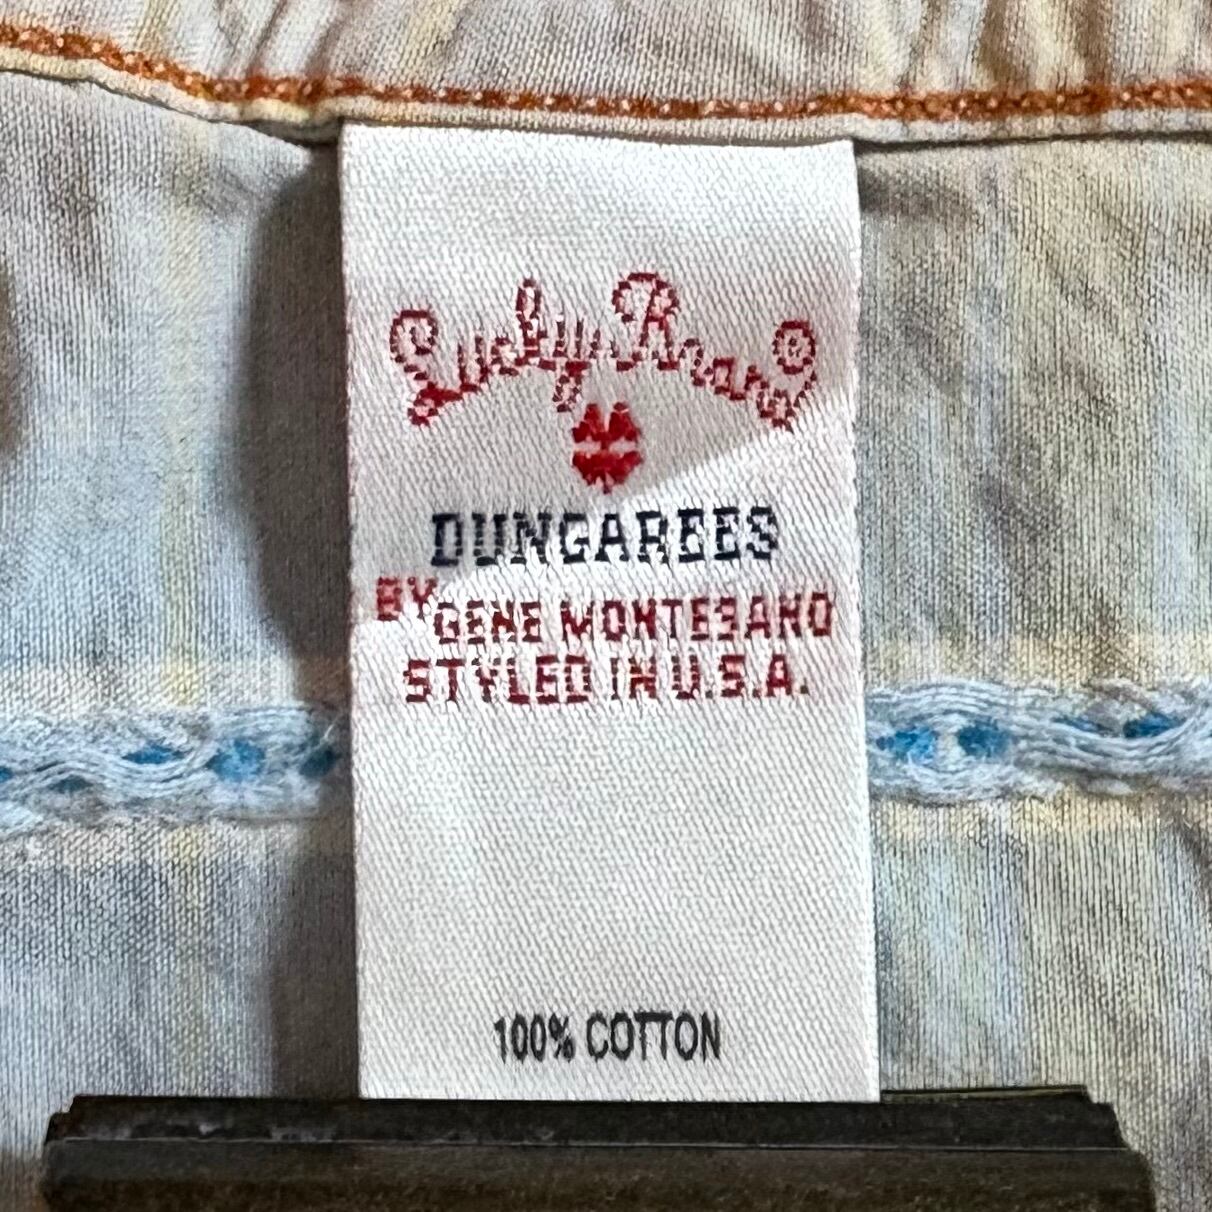 Lucky Brand®
DUNGAREES
BY GENE MONTESANO
STYLED IN U.S.A.
100% COTTON